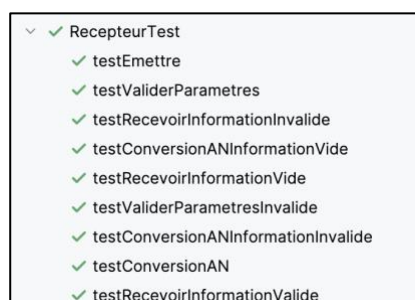 RecepteurTest
testEmettre
testValiderParametres
testRecevoirInformationInvalide
testConversionANInformationVide
testRecevoirInformationVide
testValiderParametresInvalide
testConversionANInformationInvalide
testConversionAN
testRecevoirInformationValide